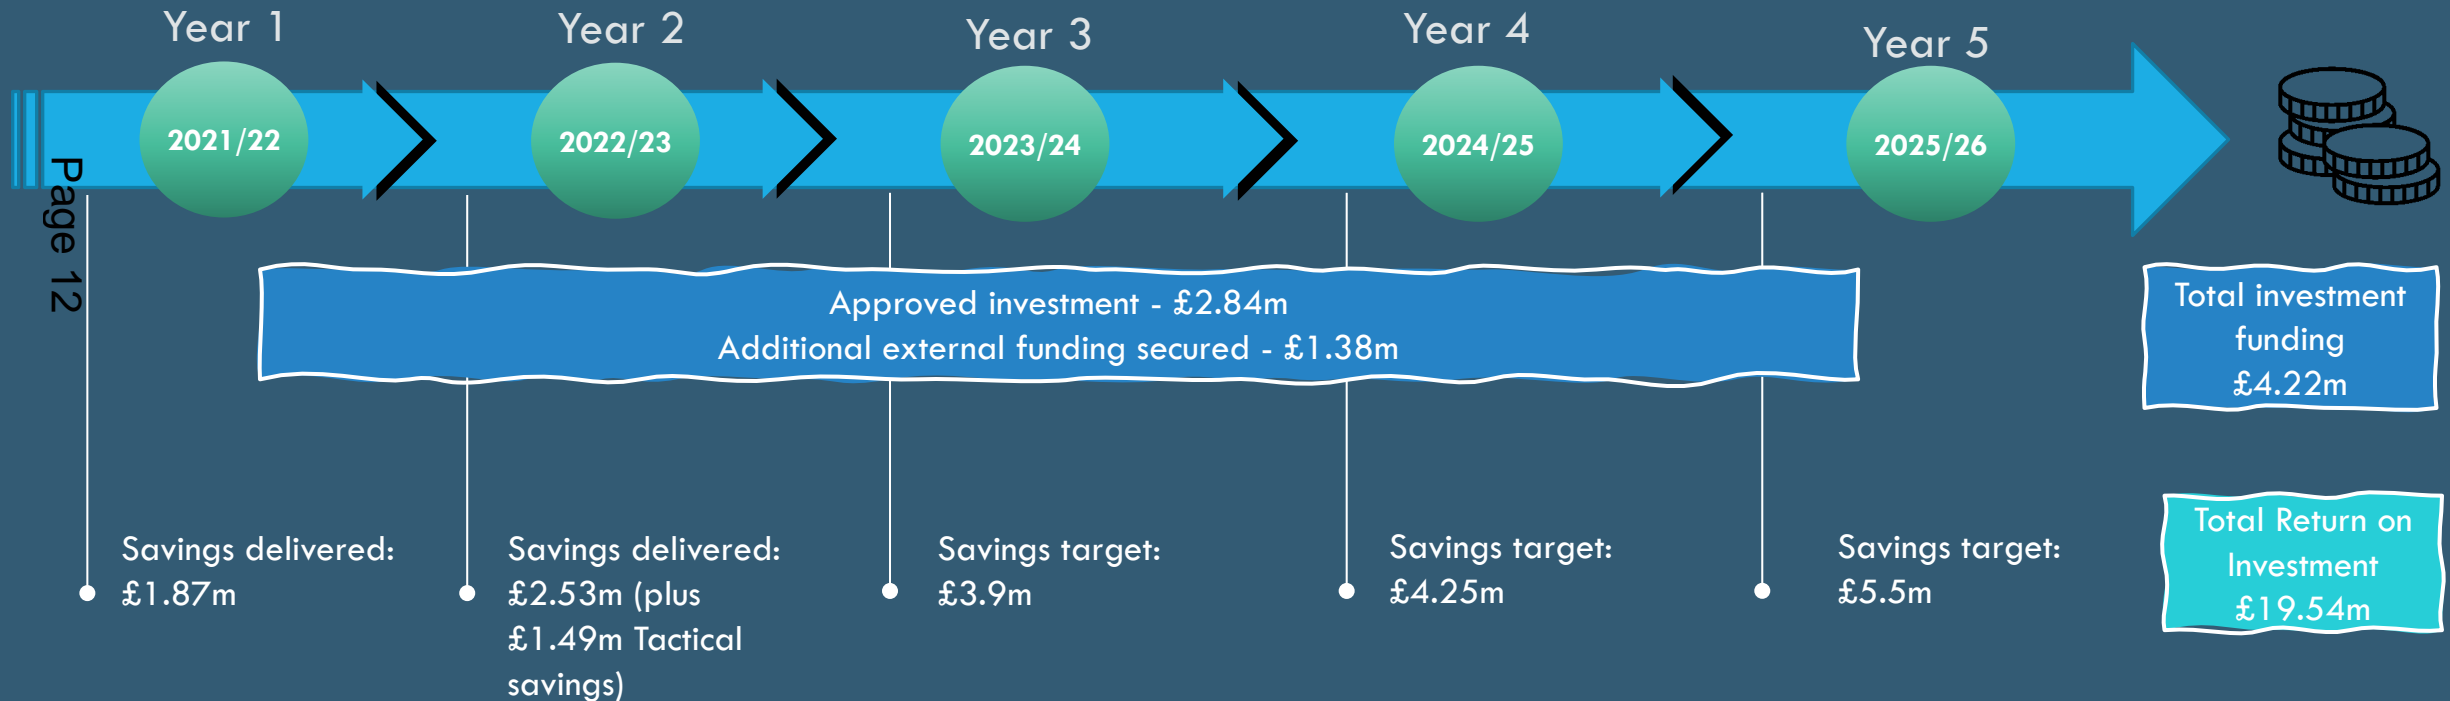 Year 1
Year 2
Year 3
Year 4
Year 5
2021/22
2022/23
2023/24
2024/25
2025/26
Page 12
Approved investment - £2.84m
Additional external funding secured - £1.38m
Total investment
funding
£4.22m
Savings delivered:
£1.87m
Savings delivered:
£2.53m (plus
£1.49m Tactical
savings)
Savings target:
£3.9m
Savings target:
£4.25m
Savings target:
£5.5m
Total Return on
Investment
£19.54m